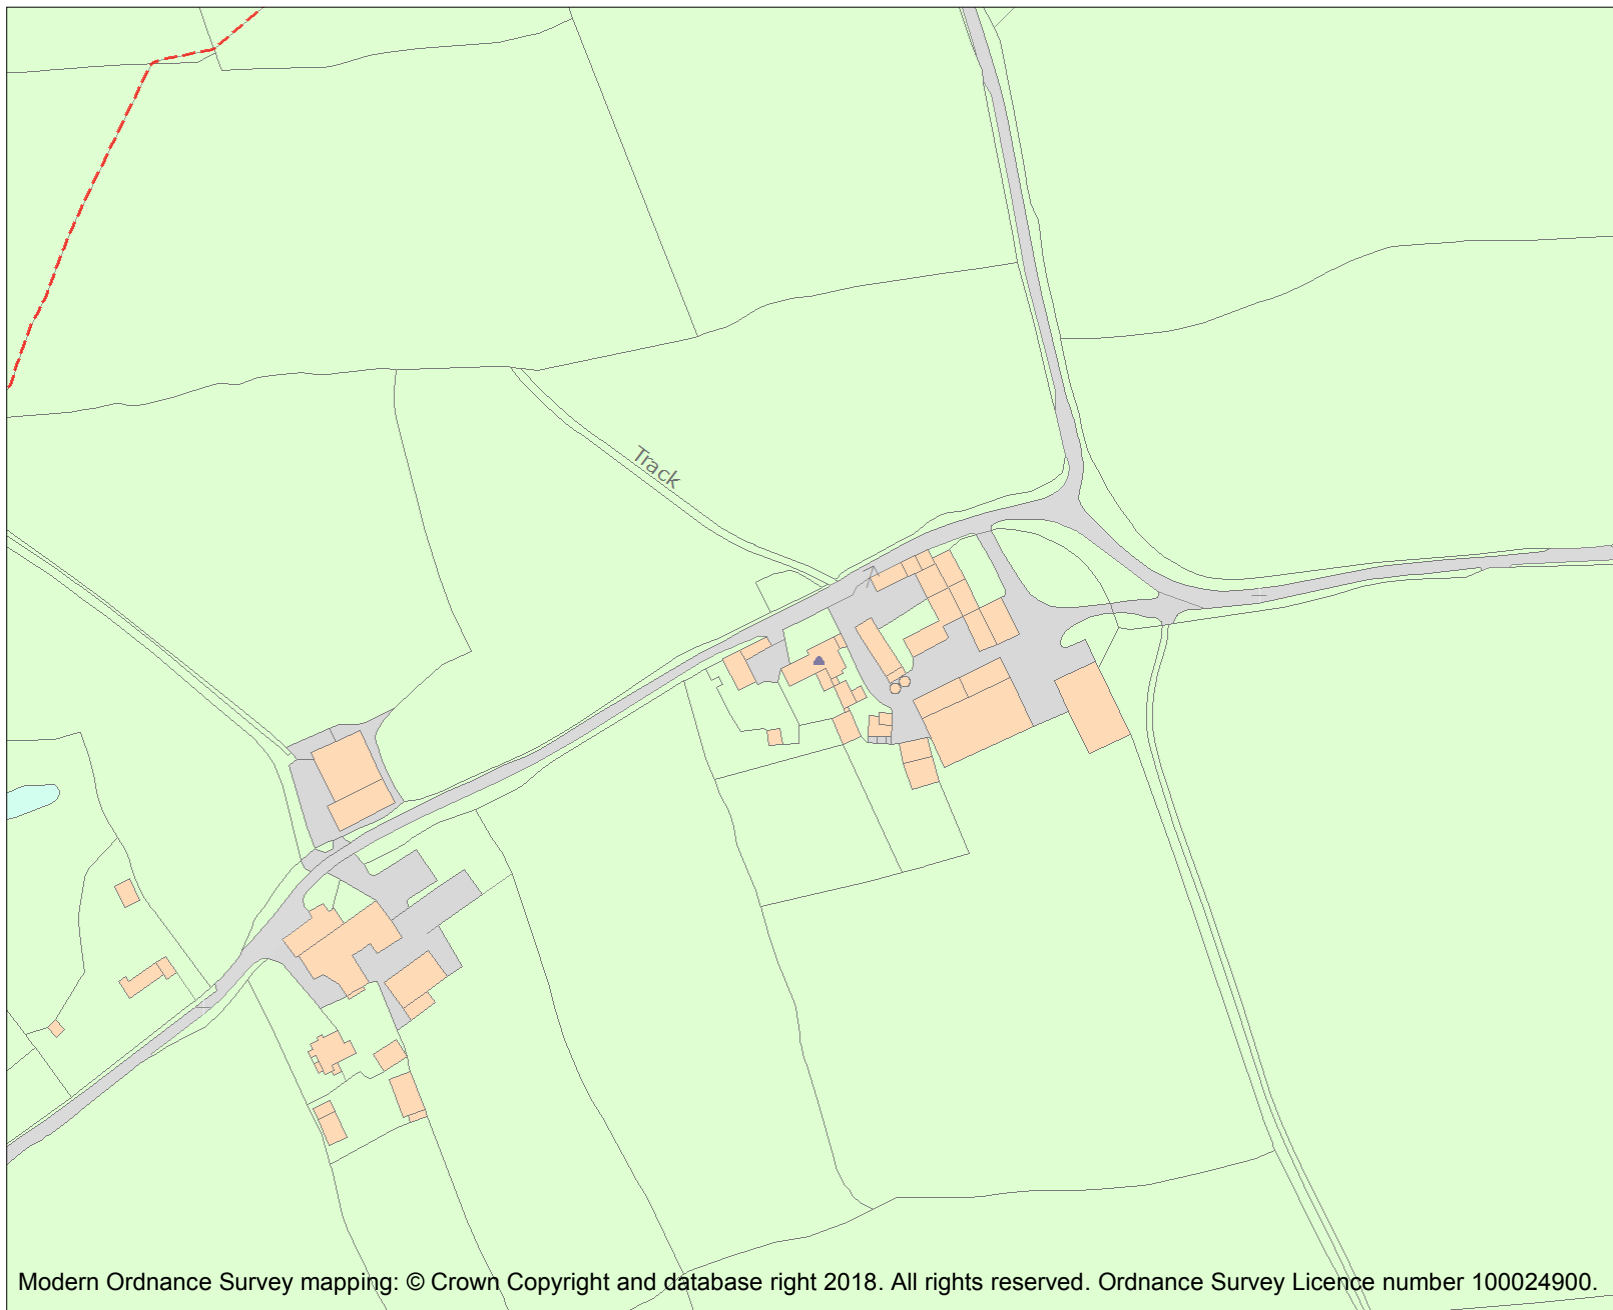 Track
Modern Ordnance Survey mapping: © Crown Copyright and database right 2018. All rights reserved. Ordnance Survey Licence number 100024900.